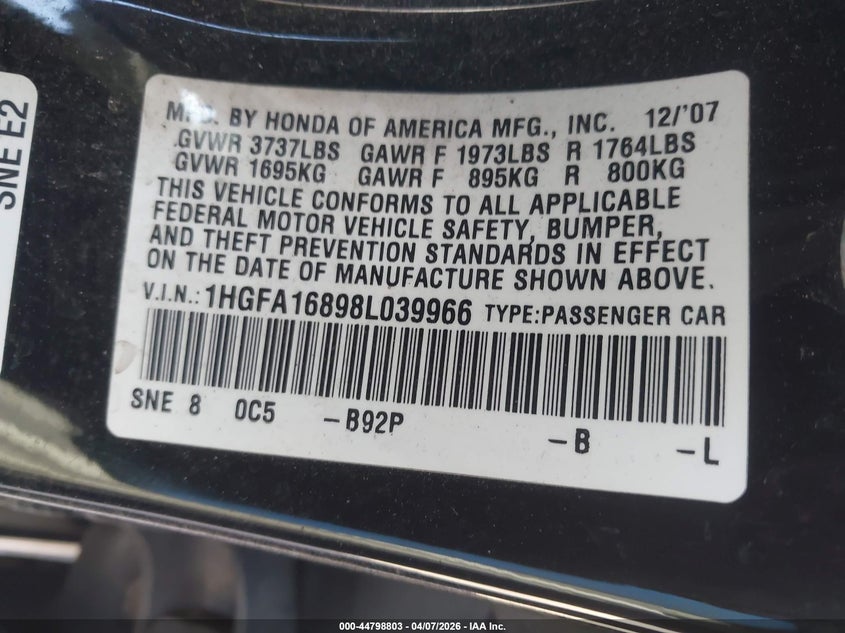 SNE E2
MFD. BY HONDA OF AMERICA MFG., INC. 12/'07
GVWR 3737LBS GAWR F 1973LBS R 1764LBS
GVWR 1695KG GAWR F 895KG R 800KG
THIS VEHICLE CONFORMS TO ALL APPLICABLE
FEDERAL MOTOR VEHICLE SAFETY, BUMPER,
AND THEFT PREVENTION STANDARDS IN EFFECT
ON THE DATE OF MANUFACTURE SHOWN ABOVE.
V.I.N.: 1HGFA16898L039966 TYPE:PASSENGER CAR
SNE 8 0C5 -B92P -B -L
000-44798803 - 04/07/2026 - IAA Inc.